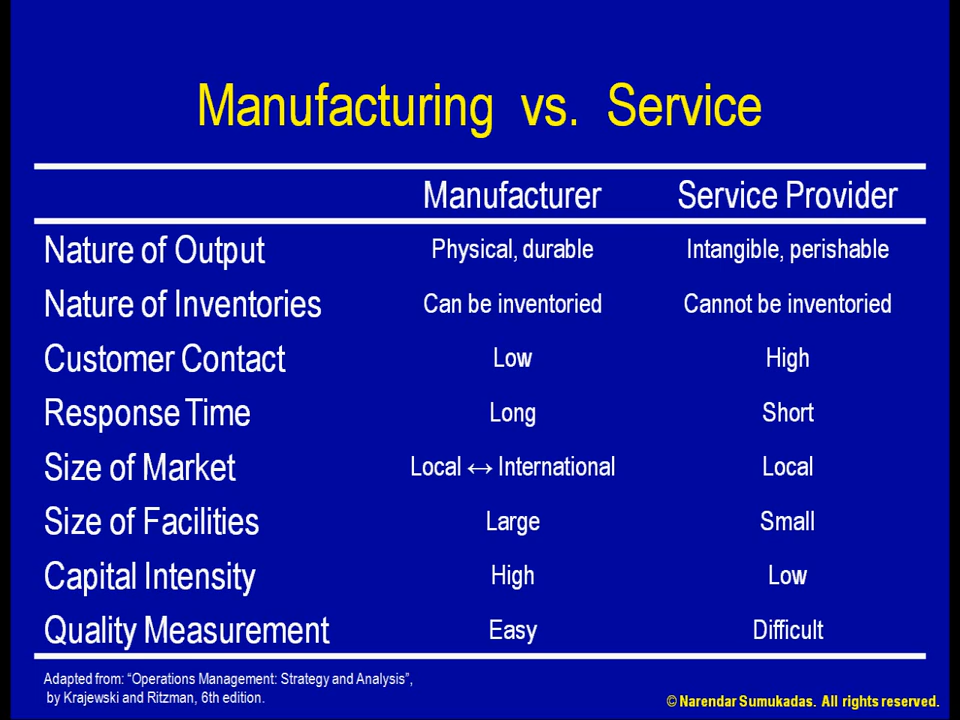 Manufacturing vs. Service
Manufacturer Service Provider
Nature of Output Physical, durable Intangible, perishable
Nature of Inventories Can be inventoried Cannot be inventoried
Customer Contact Low High
Response Time Long Short
Size of Market Local ↔ International Local
Size of Facilities Large Small
Capital Intensity High Low
Quality Measurement Easy Difficult
Adapted from: “Operations Management: Strategy and Analysis”,
by Krajewski and Ritzman, 6th edition.
© Narendar Sumukadas. All rights reserved.